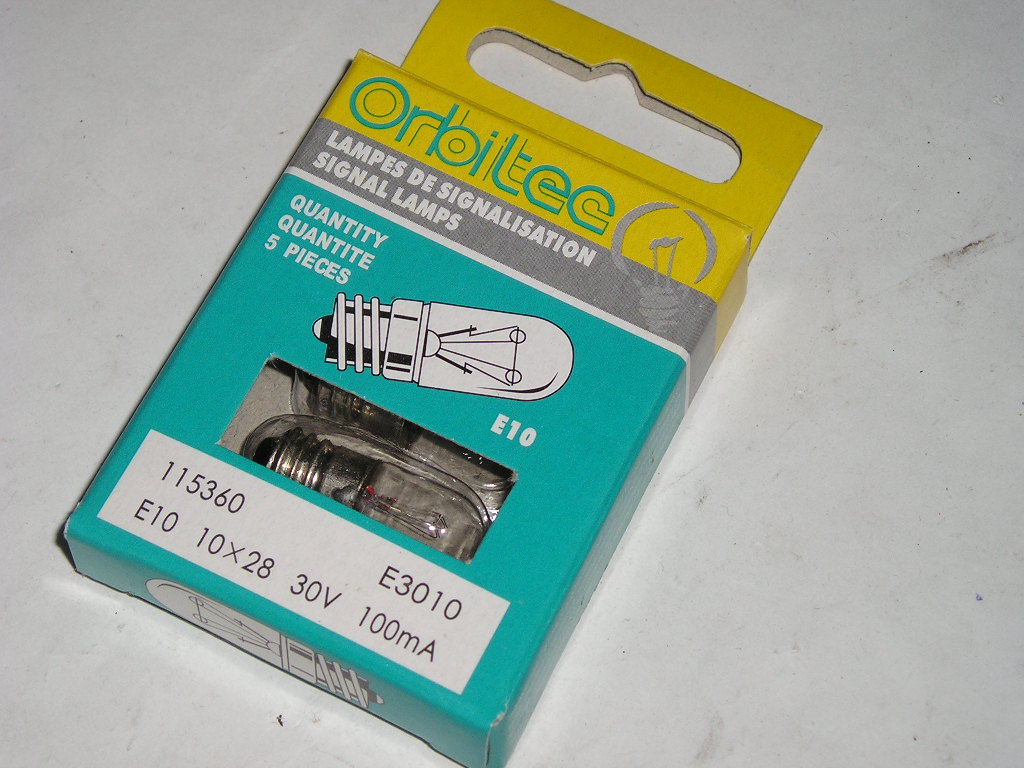 Orbitec
LAMPES DE SIGNALISATION
SIGNAL LAMPS
QUANTITY
QUANTITE
5 PIECES
E10
115360
E3010
E10 10×28 30V 100mA